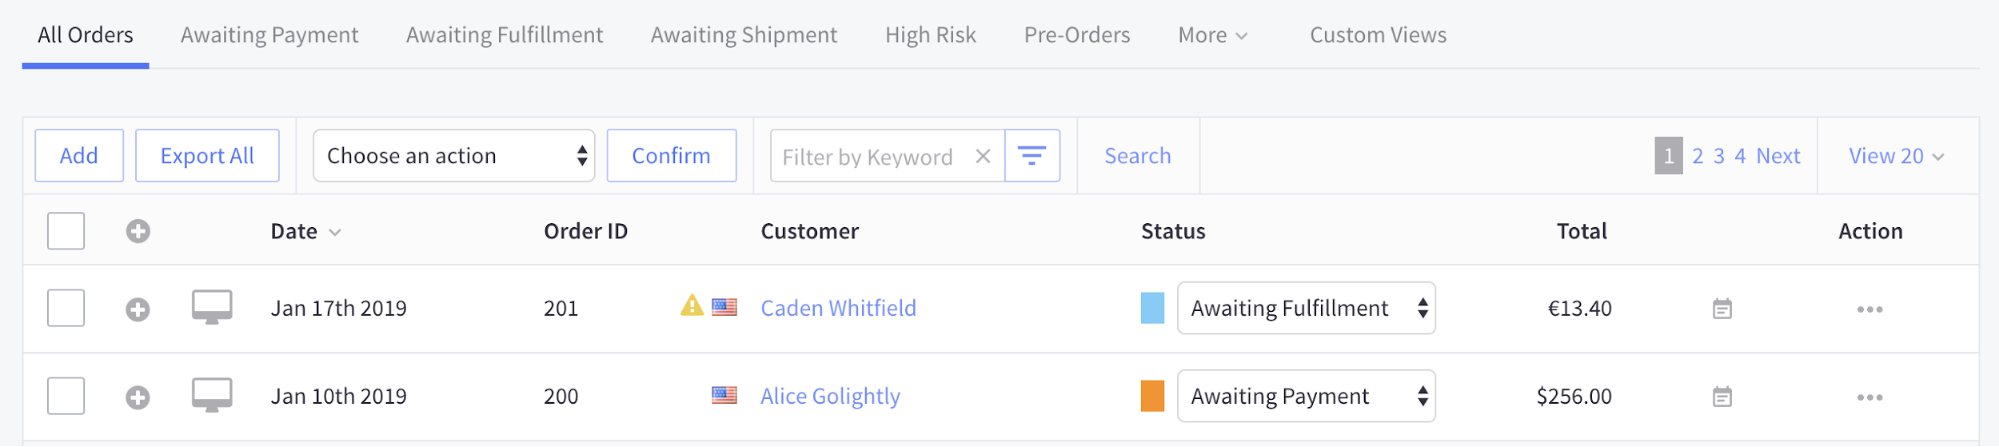 All Orders Awaiting Payment Awaiting Fulfillment Awaiting Shipment High Risk Pre-Orders More Custom Views
Add Export All Choose an action Confirm Filter by Keyword Search 1 2 3 4 Next View 20
Date Order ID Customer Status Total Action
Jan 17th 2019 201 Caden Whitfield Awaiting Fulfillment €13.40
Jan 10th 2019 200 Alice Golightly Awaiting Payment $256.00